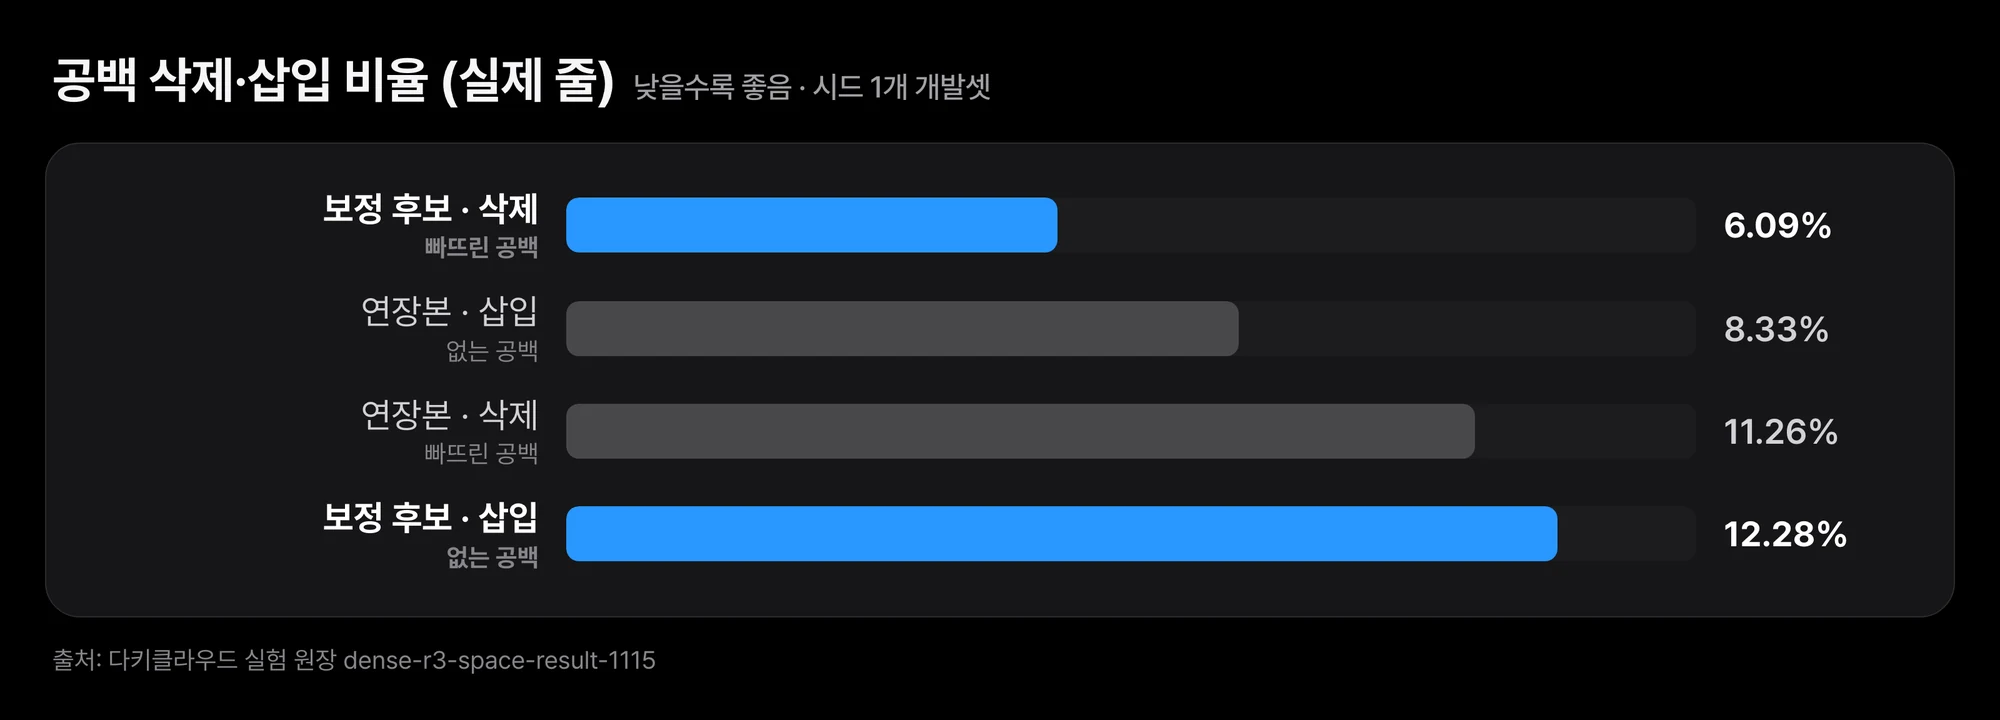 공백 삭제·삽입 비율 (실제 줄) 낮을수록 좋음 · 시드 1개 개발셋
보정 후보 · 삭제
빠뜨린 공백
6.09%
연장본 · 삽입
없는 공백
8.33%
연장본 · 삭제
빠뜨린 공백
11.26%
보정 후보 · 삽입
없는 공백
12.28%
출처: 다키클라우드 실험 원장 dense-r3-space-result-1115